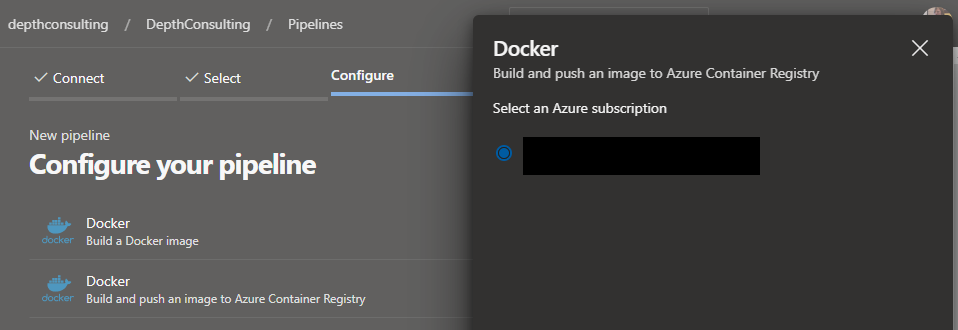 depthconsulting / DepthConsulting / Pipelines
Connect
Select
Configure
New pipeline
Configure your pipeline
docker
Docker
Build a Docker image
docker
Docker
Build and push an image to Azure Container Registry
Docker
Build and push an image to Azure Container Registry
Select an Azure subscription